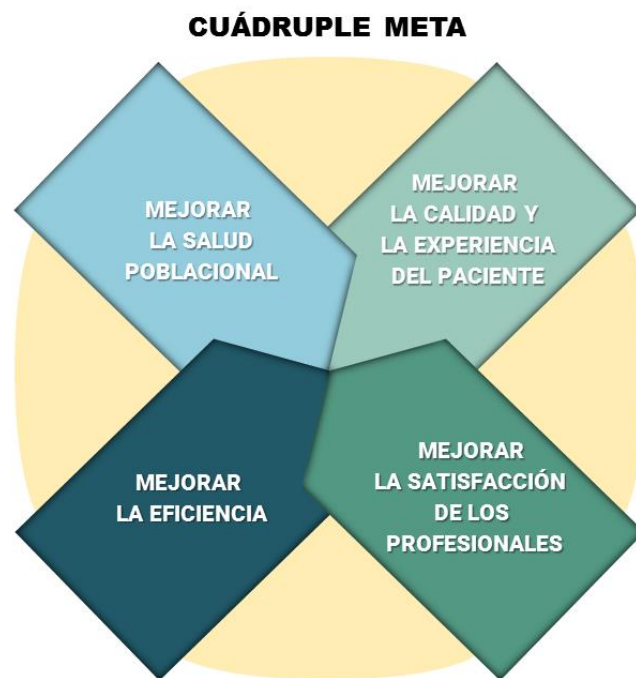 CUÁDRUPLE META
MEJORAR
LA SALUD
POBLACIONAL
MEJORAR
LA CALIDAD Y
LA EXPERIENCIA
DEL PACIENTE
MEJORAR
LA EFICIENCIA
MEJORAR
LA SATISFACCIÓN
DE LOS
PROFESIONALES